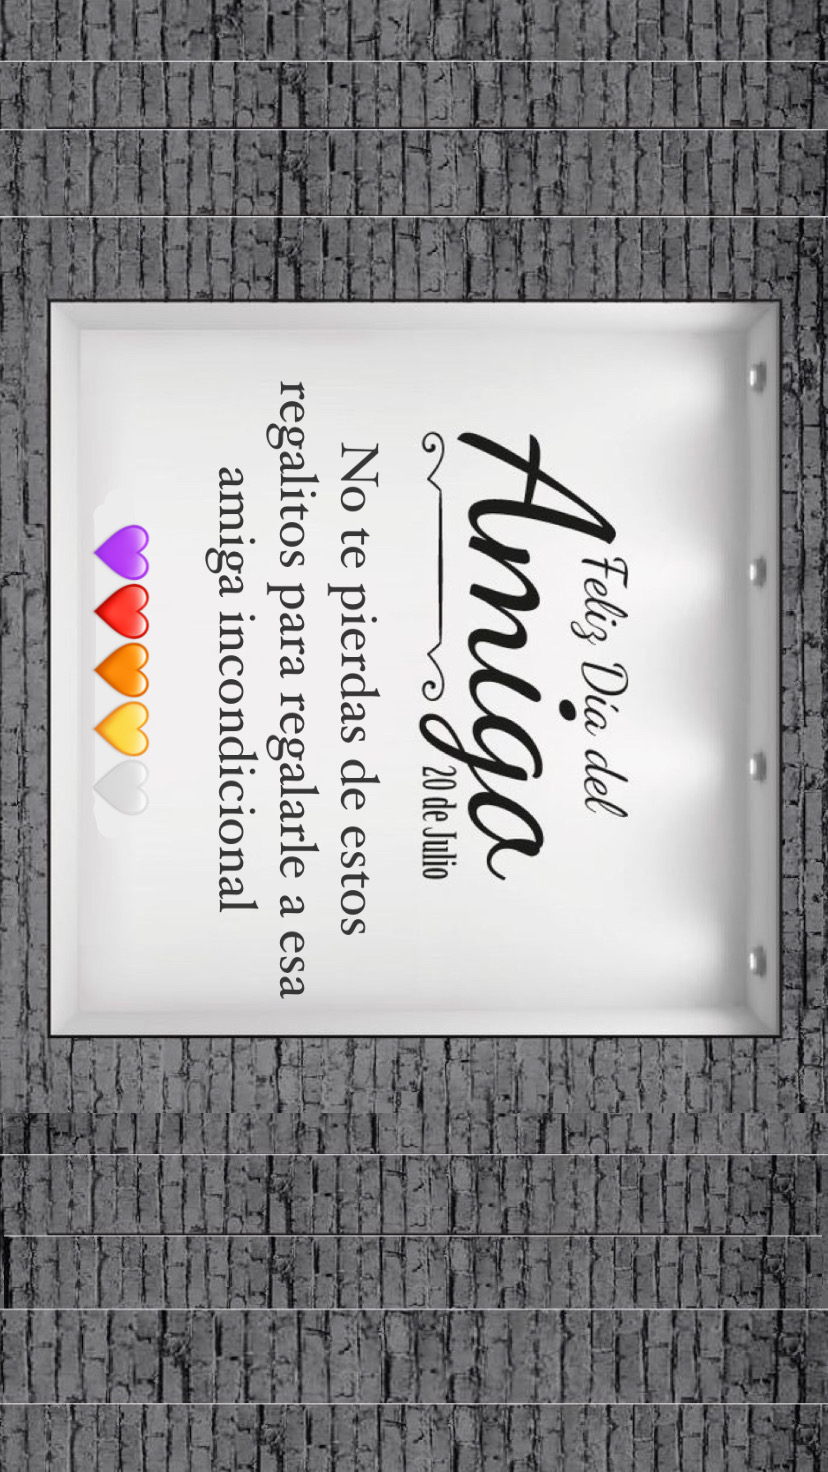 Feliz Día del
Amigo
20 de Julio
No te pierdas de estos
regalitos para regalarle a esa
amiga incondicional
💜❤️🧡💛🤍